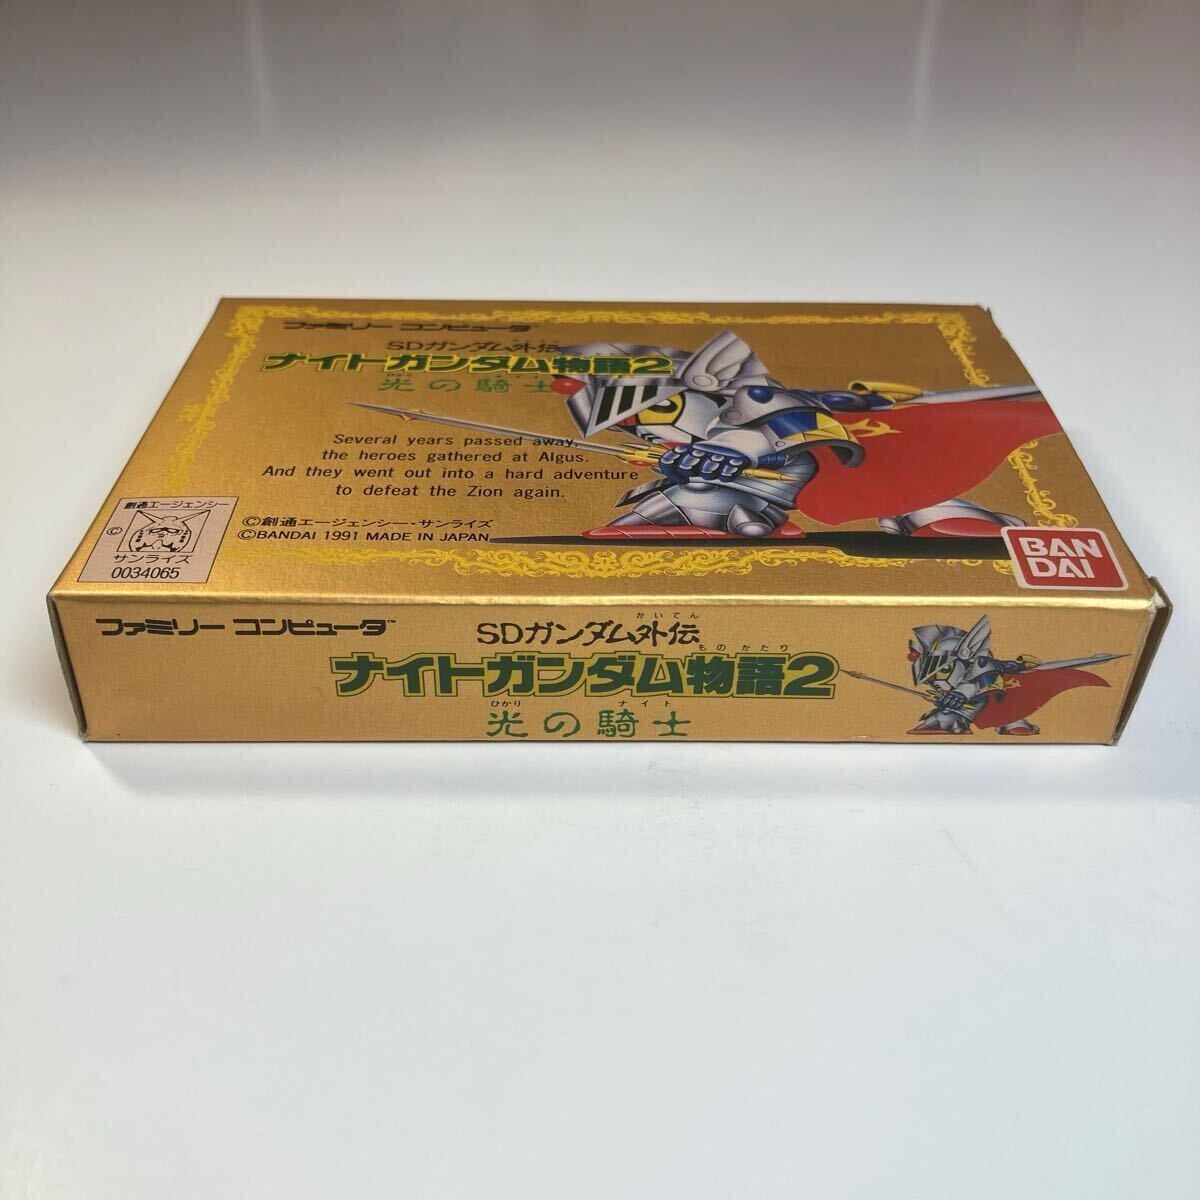 ファミリー コンピュータ
SDガンダム外伝
ナイトガンダム物語2
光の騎士
Several years passed away,
the heroes gathered at Algus.
And they went out into a hard adventure
to defeat the Zion again.
©創通エージェンシー・サンライズ
©BANDAI 1991 MADE IN JAPAN
創通エージェンシー
©
サンライズ
0034065
BAN
DAI
ファミリー コンピュータ™
がいでん
SDガンダム外伝
ものがたり
ナイトガンダム物語2
ひかり ナイト
光の騎士